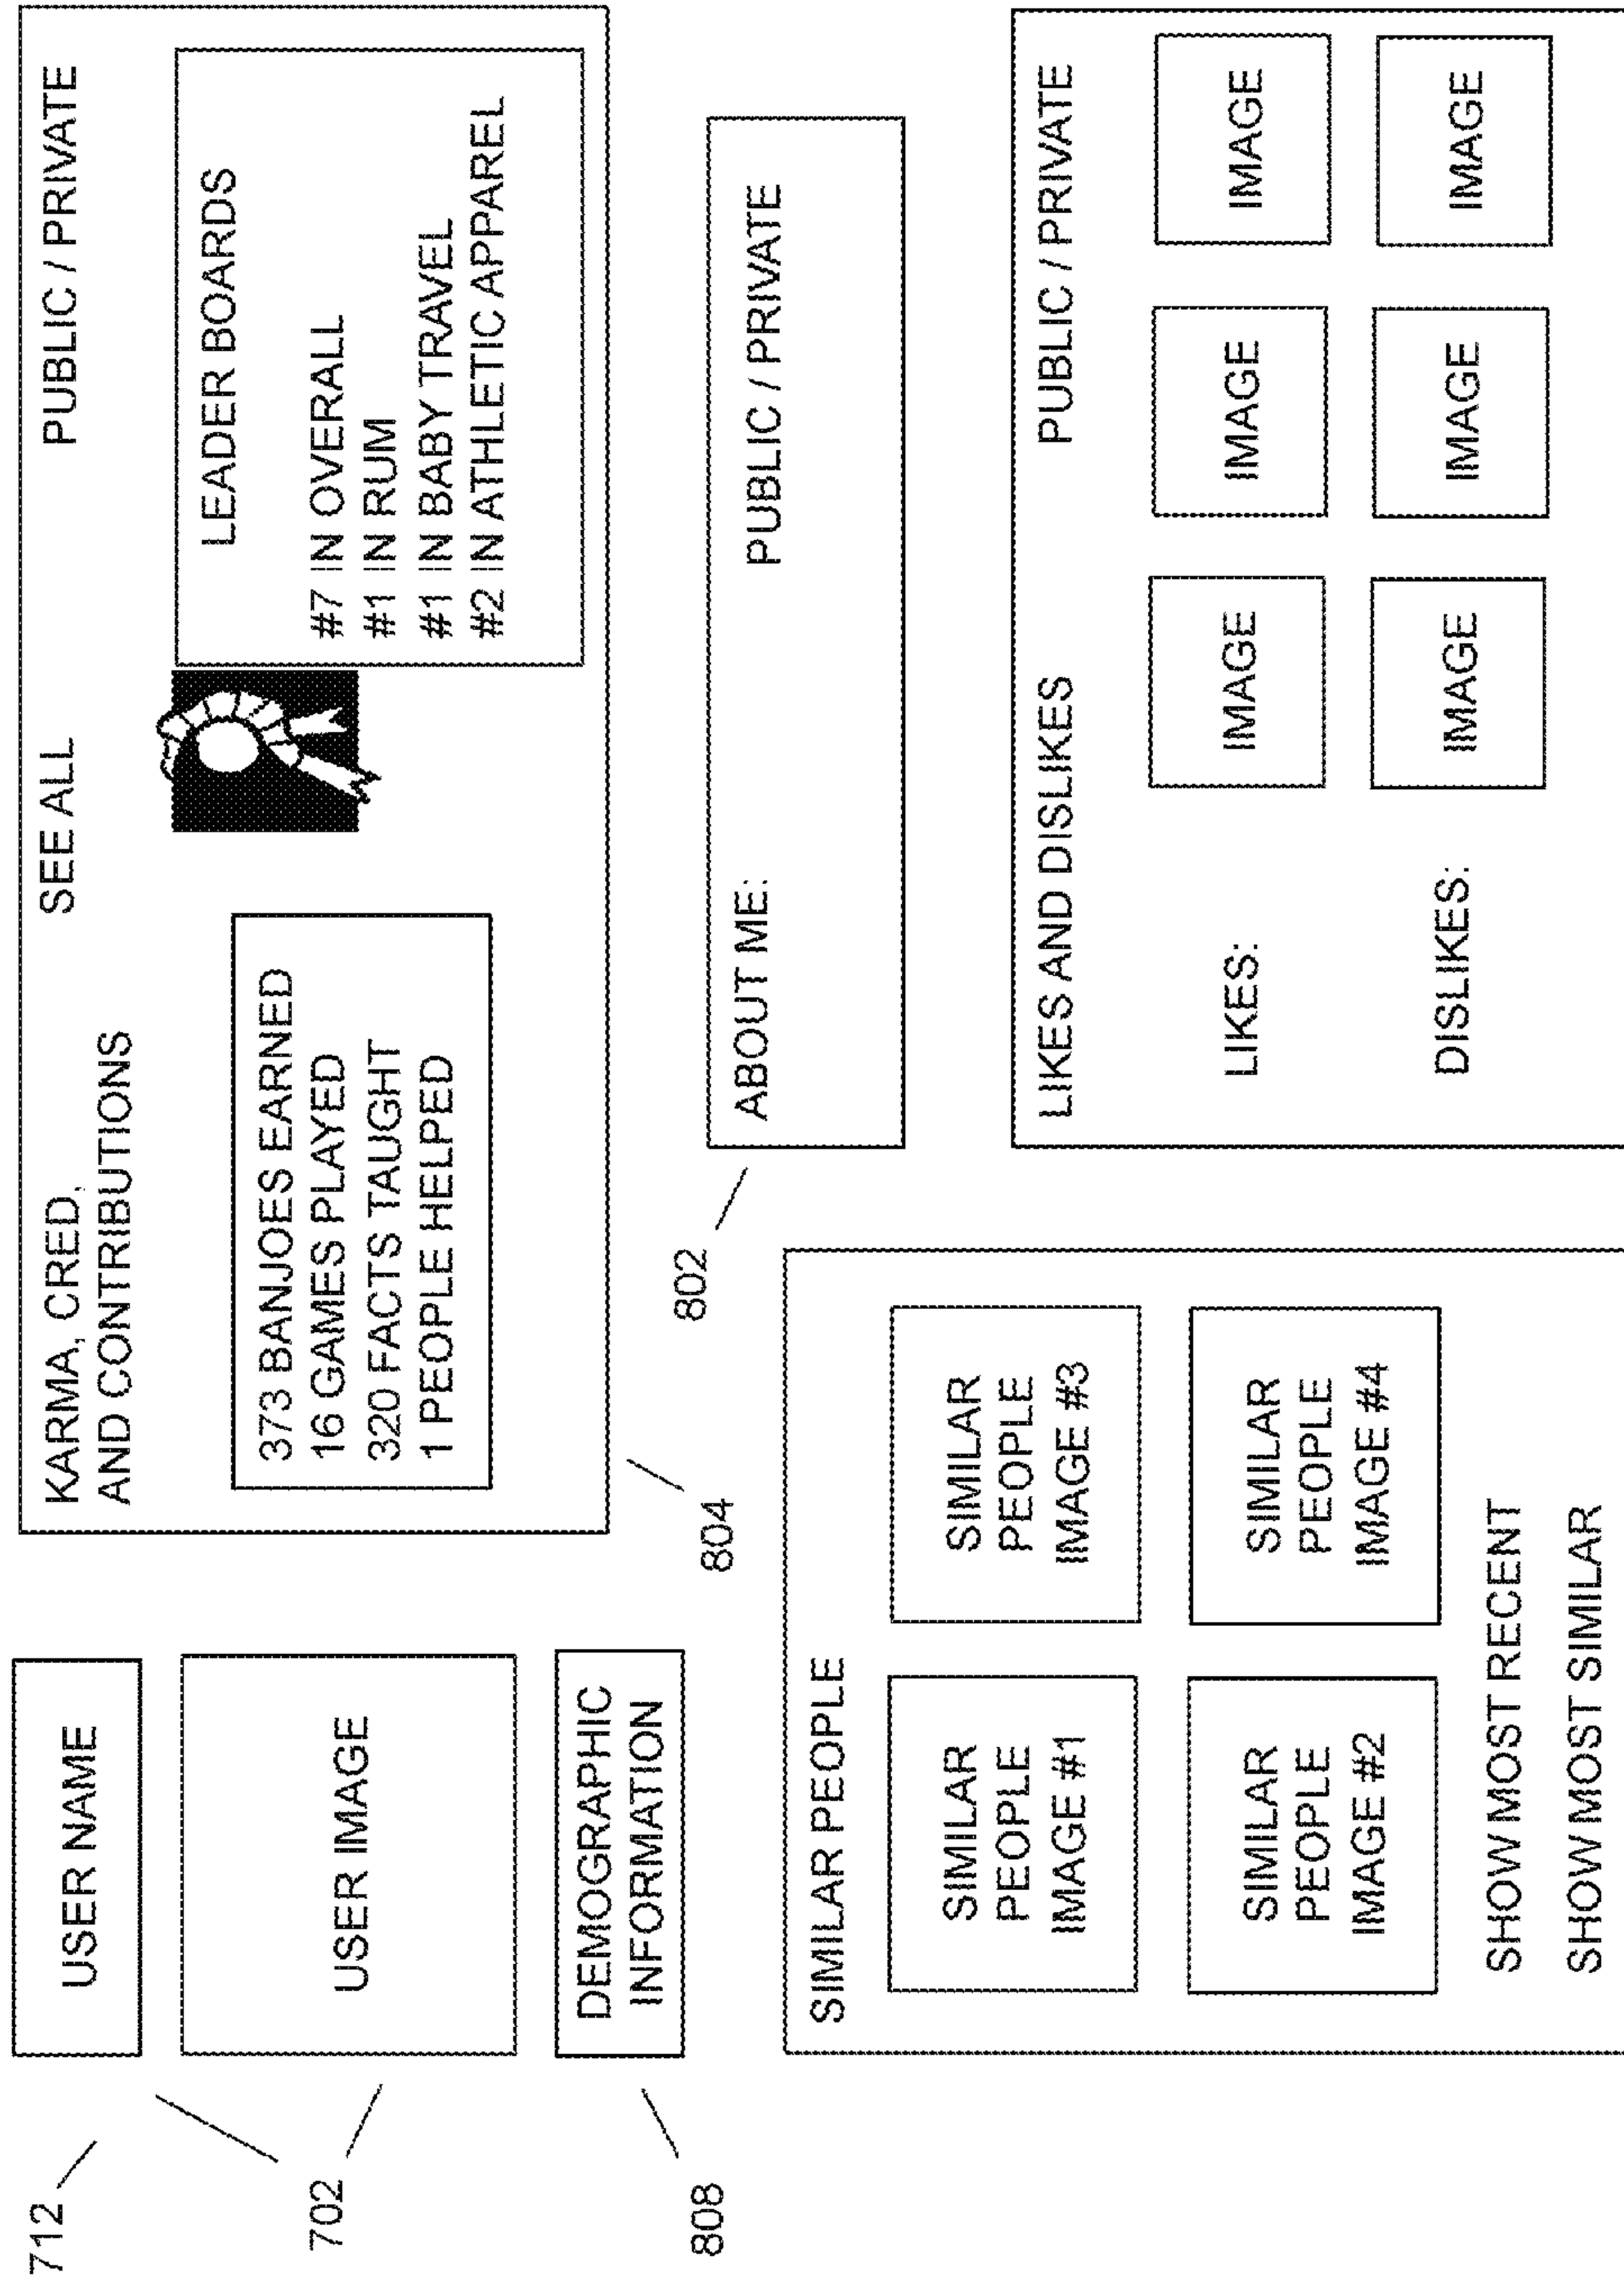 712
702
USER NAME
USER IMAGE
DEMOGRAPHIC
INFORMATION
808
KARMA, CRED,
AND CONTRIBUTIONS
SEE ALL
PUBLIC / PRIVATE
373 BANJOES EARNED
16 GAMES PLAYED
320 FACTS TAUGHT
1 PEOPLE HELPED
LEADER BOARDS
#7 IN OVERALL
#1 IN RUM
#1 IN BABY TRAVEL
#2 IN ATHLETIC APPAREL
804
802
ABOUT ME:
PUBLIC / PRIVATE
SIMILAR PEOPLE
SIMILAR
PEOPLE
IMAGE #1
SIMILAR
PEOPLE
IMAGE #3
SIMILAR
PEOPLE
IMAGE #2
SIMILAR
PEOPLE
IMAGE #4
SHOW MOST RECENT
SHOW MOST SIMILAR
LIKES AND DISLIKES
PUBLIC / PRIVATE
LIKES:
IMAGE
IMAGE
IMAGE
DISLIKES:
IMAGE
IMAGE
IMAGE